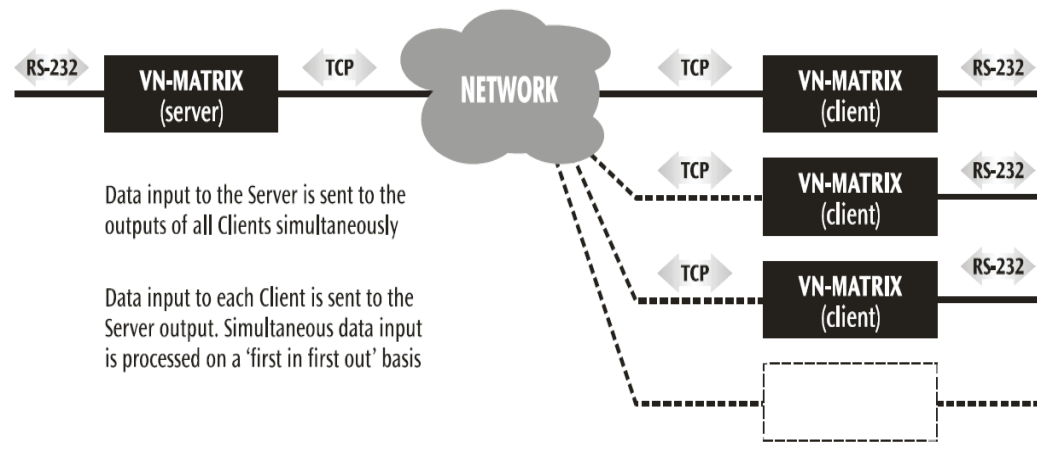 RS-232
VN-MATRIX
(server)
TCP
NETWORK
TCP
VN-MATRIX
(client)
RS-232
TCP
VN-MATRIX
(client)
RS-232
Data input to the Server is sent to the
outputs of all Clients simultaneously
TCP
VN-MATRIX
(client)
RS-232
Data input to each Client is sent to the
Server output. Simultaneous data input
is processed on a ‘first in first out’ basis